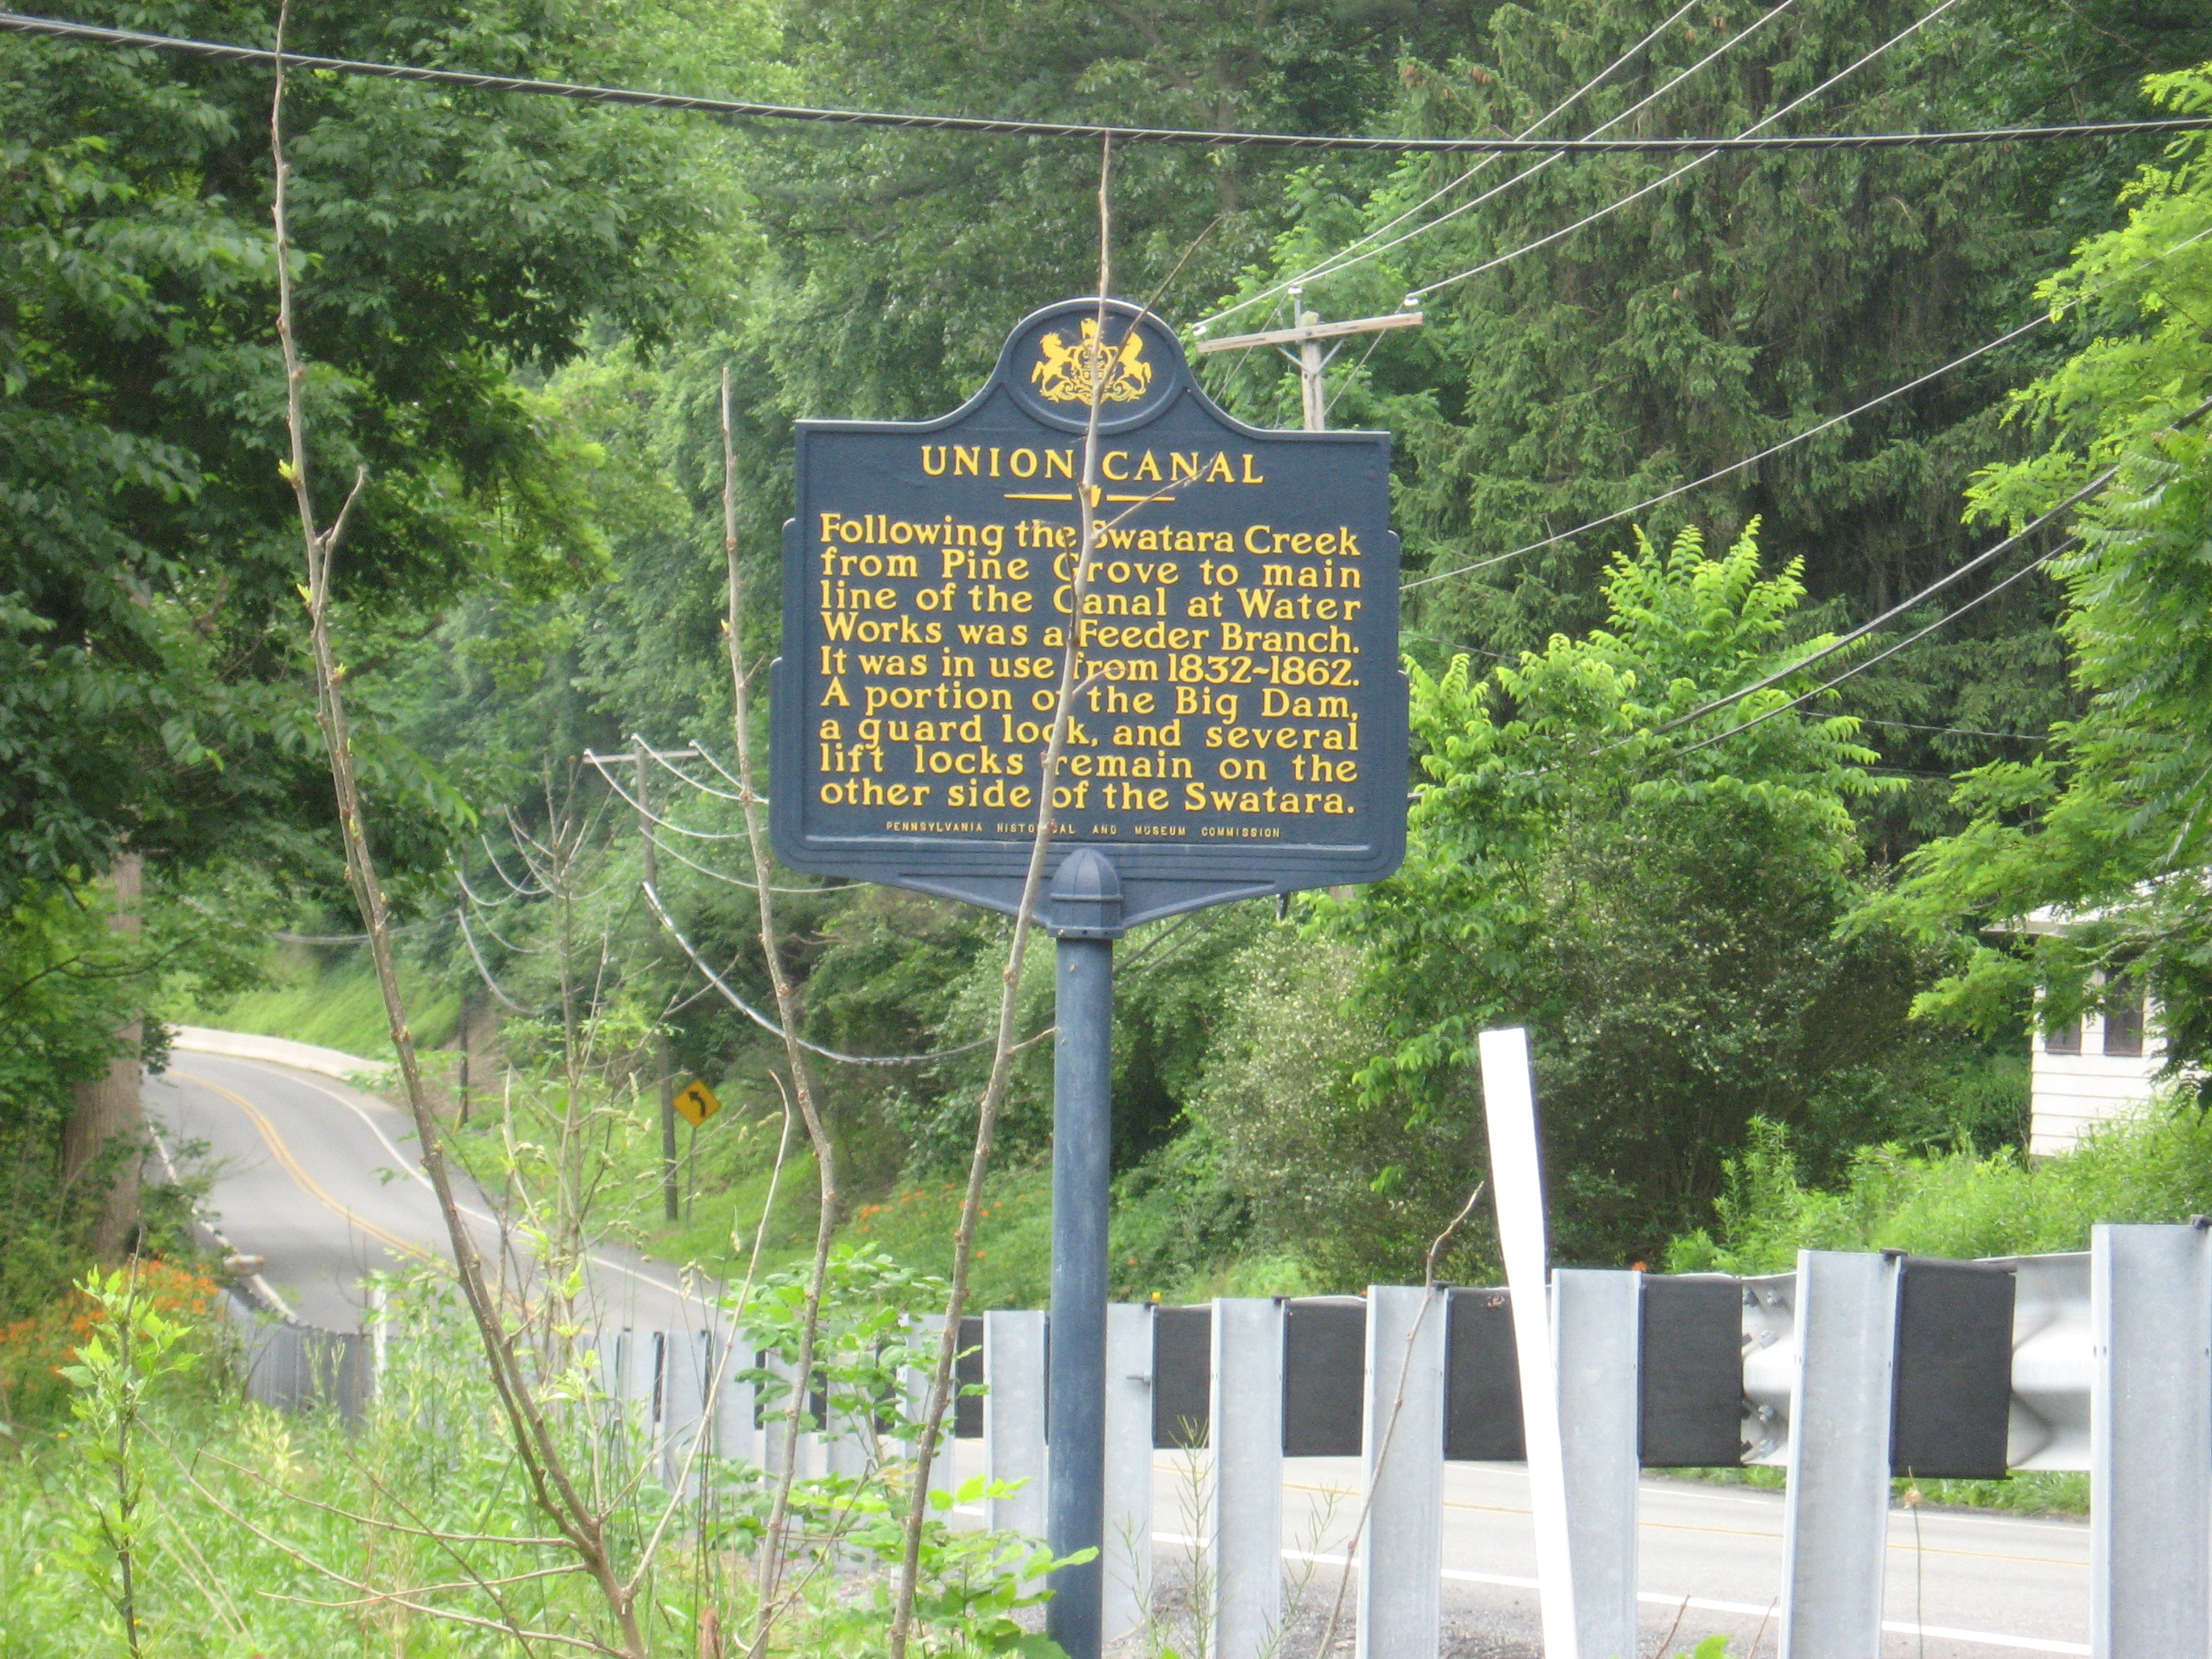 UNION CANAL
Following the Swatara Creek
from Pine Grove to main
line of the Canal at Water
Works was a Feeder Branch.
It was in use from 1832~1862.
A portion of the Big Dam,
a guard lock, and several
lift locks remain on the
other side of the Swatara.
PENNSYLVANIA HISTORICAL AND MUSEUM COMMISSION